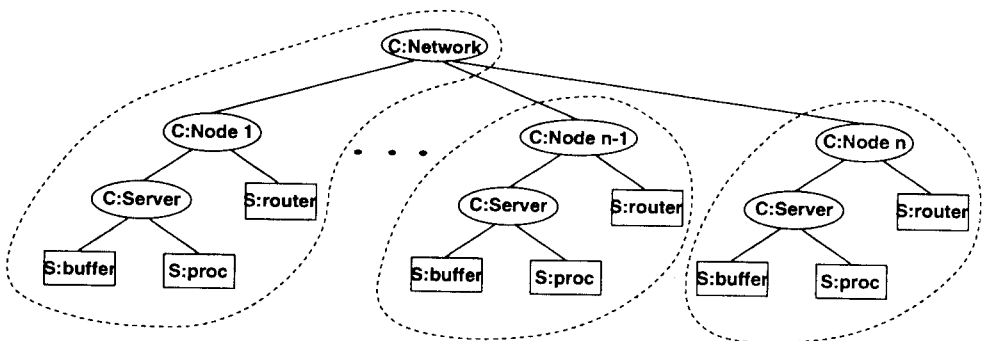 C:Network
C:Node 1
C:Node n-1
C:Node n
C:Server
S:router
C:Server
S:router
C:Server
S:router
S:buffer
S:proc
S:buffer
S:proc
S:buffer
S:proc